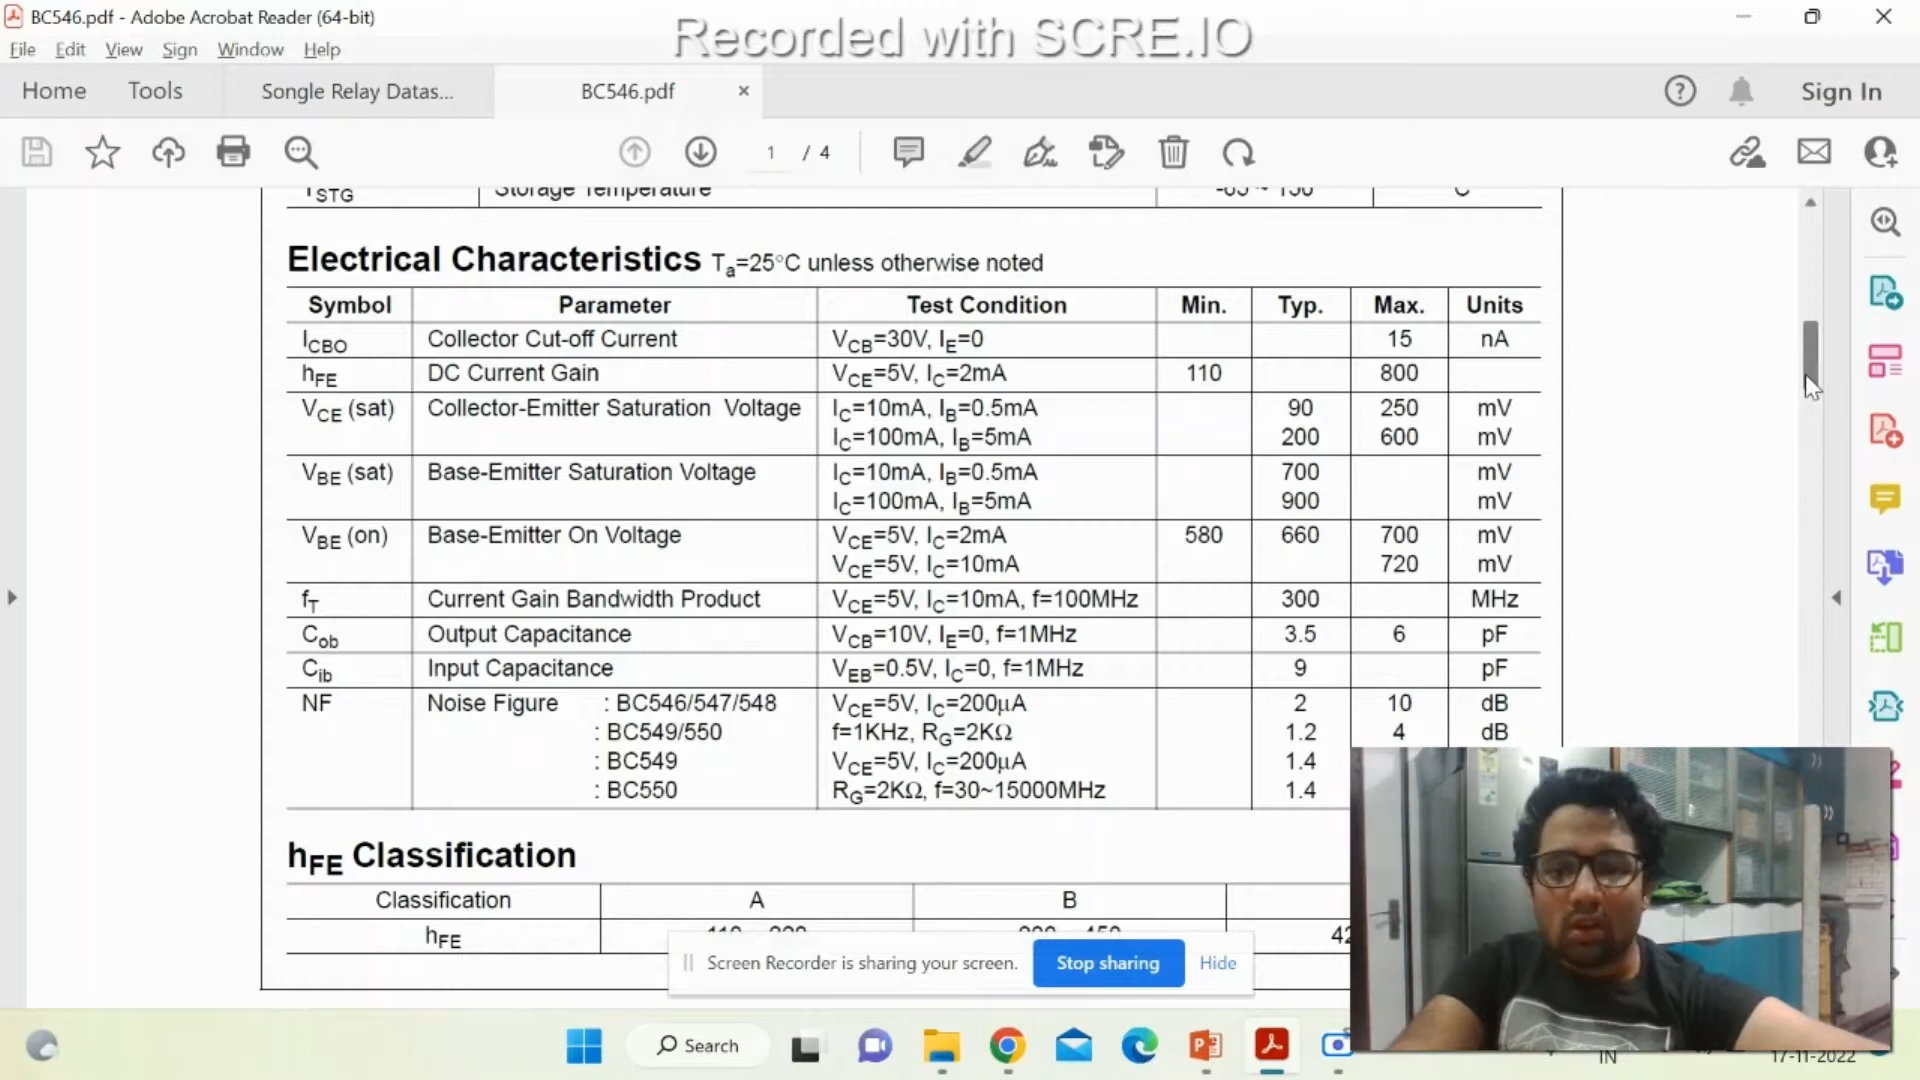 BC546.pdf - Adobe Acrobat Reader (64-bit)
Recorded with SCRE.IO
File Edit View Sign Window Help
Home Tools Songle Relay Datas... BC546.pdf × Sign In
1 / 4
TSTG Storage Temperature -65 ~ 150 °C
Electrical Characteristics Ta=25°C unless otherwise noted
Symbol Parameter Test Condition Min. Typ. Max. Units
ICBO Collector Cut-off Current VCB=30V, IE=0 15 nA
hFE DC Current Gain VCE=5V, IC=2mA 110 800
VCE (sat) Collector-Emitter Saturation Voltage IC=10mA, IB=0.5mA 90 250 mV
IC=100mA, IB=5mA 200 600 mV
VBE (sat) Base-Emitter Saturation Voltage IC=10mA, IB=0.5mA 700 mV
IC=100mA, IB=5mA 900 mV
VBE (on) Base-Emitter On Voltage VCE=5V, IC=2mA 580 660 700 mV
VCE=5V, IC=10mA 720 mV
fT Current Gain Bandwidth Product VCE=5V, IC=10mA, f=100MHz 300 MHz
Cob Output Capacitance VCB=10V, IE=0, f=1MHz 3.5 6 pF
Cib Input Capacitance VEB=0.5V, IC=0, f=1MHz 9 pF
NF Noise Figure : BC546/547/548 VCE=5V, IC=200μA 2 10 dB
: BC549/550 f=1KHz, RG=2KΩ 1.2 4 dB
: BC549 VCE=5V, IC=200μA 1.4
: BC550 RG=2KΩ, f=30~15000MHz 1.4
hFE Classification
Classification A B
hFE 42
Screen Recorder is sharing your screen. Stop sharing Hide
Search
IN 17-11-2022